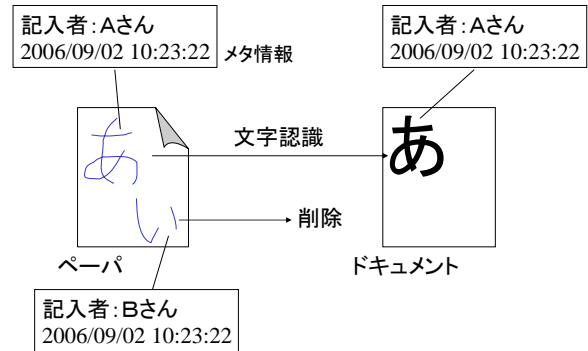 記入者:Aさん
2006/09/02 10:23:22
メタ情報
記入者:Aさん
2006/09/02 10:23:22
あ
い
文字認識
あ
削除
ペーパ
ドキュメント
記入者:Bさん
2006/09/02 10:23:22